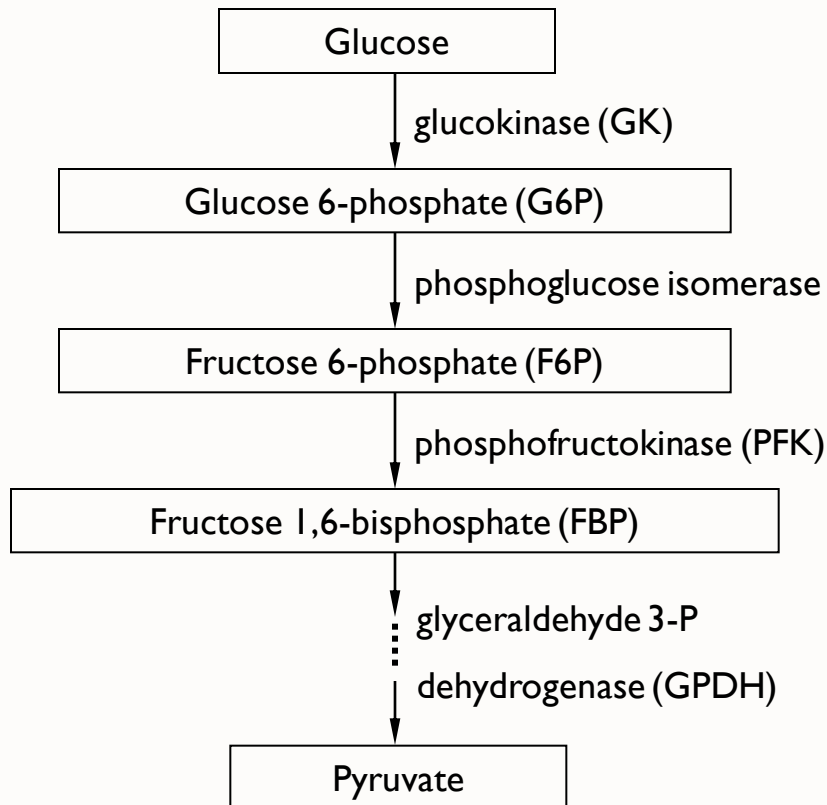 Glucose
glucokinase (GK)
Glucose 6-phosphate (G6P)
phosphoglucose isomerase
Fructose 6-phosphate (F6P)
phosphofructokinase (PFK)
Fructose 1,6-bisphosphate (FBP)
glyceraldehyde 3-P
dehydrogenase (GPDH)
Pyruvate